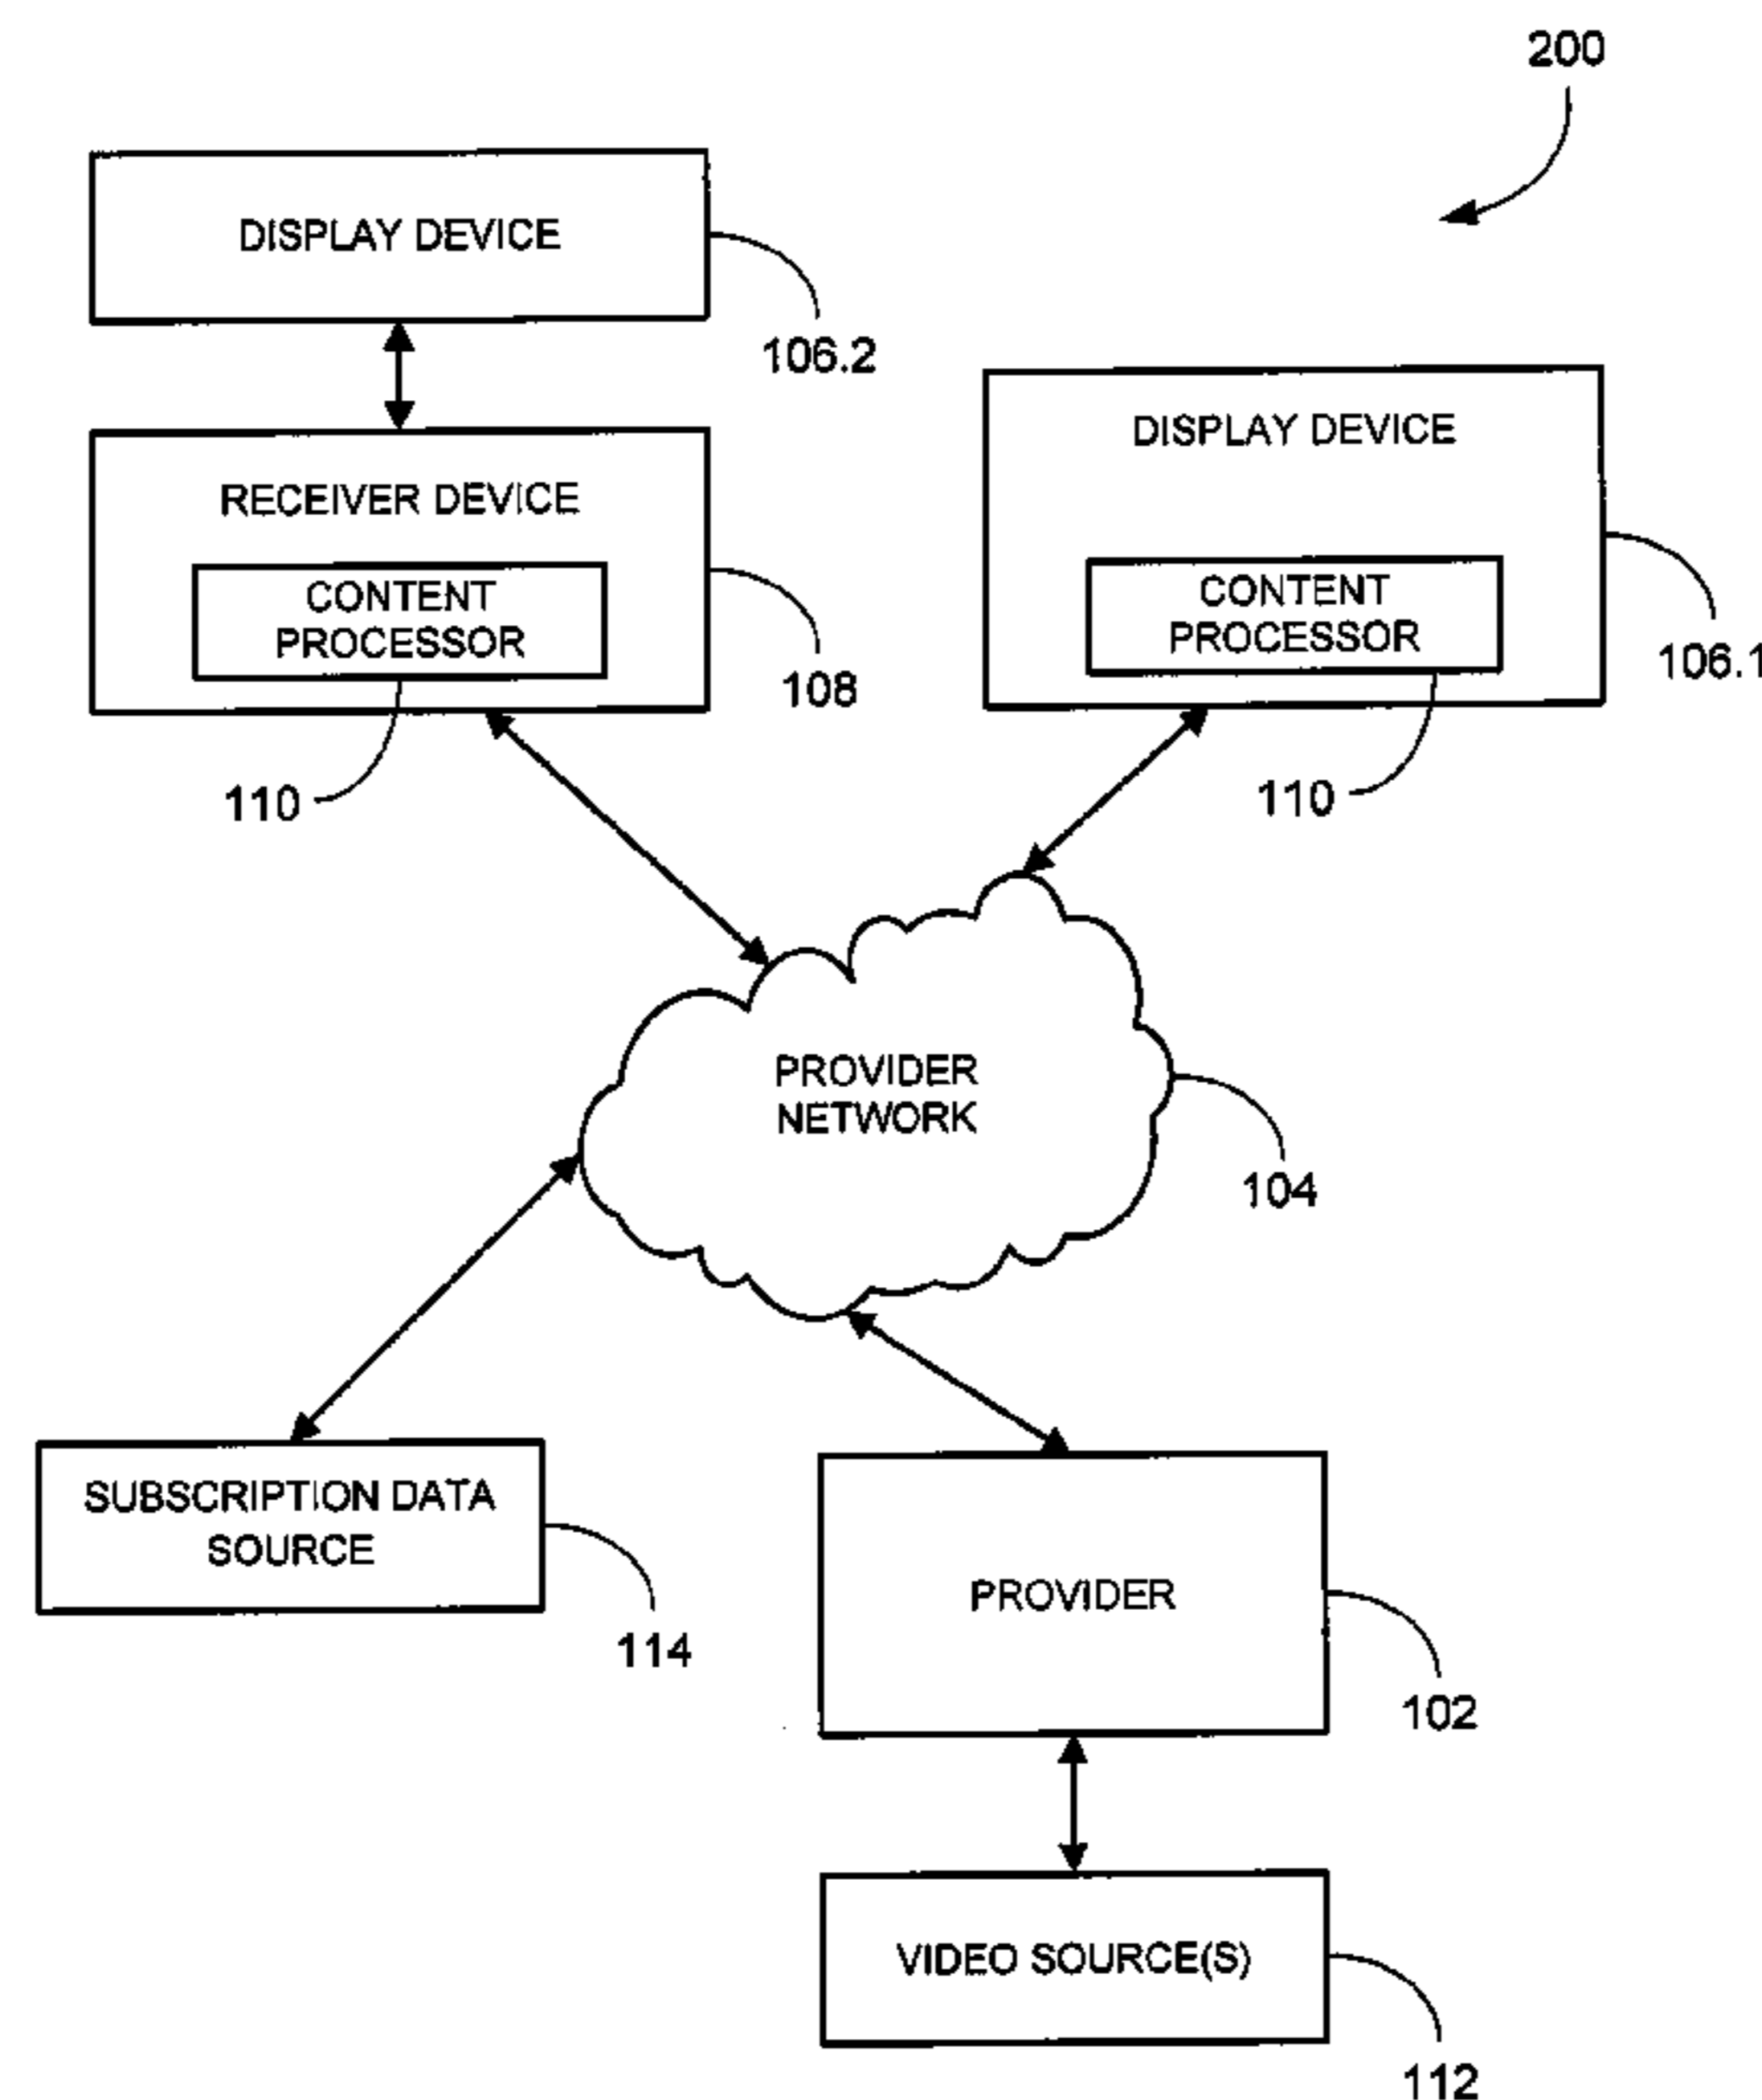 200
DISPLAY DEVICE
106.2
DISPLAY DEVICE
RECEIVER DEVICE
CONTENT
PROCESSOR
CONTENT
PROCESSOR
106.1
108
110
110
PROVIDER
NETWORK
104
SUBSCRIPTION DATA
SOURCE
114
PROVIDER
102
VIDEO SOURCE(S)
112